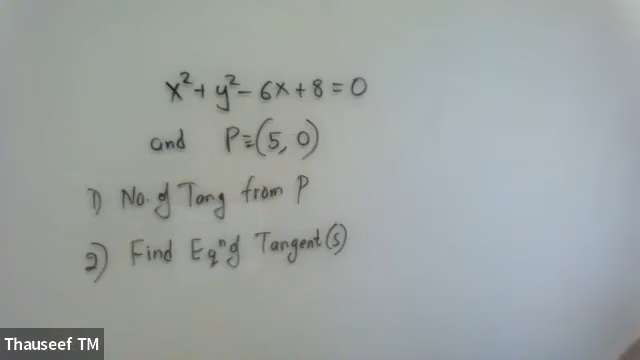 x² + y² - 6x + 8 = 0
and P ≡ (5, 0)
1) No. of Tang from P
2) Find Eqⁿ of Tangent(s)
Thauseef TM